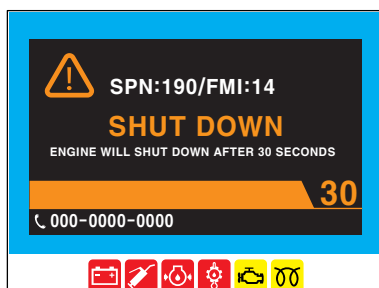 SPN:190/FMI:14
SHUT DOWN
ENGINE WILL SHUT DOWN AFTER 30 SECONDS
30
000-0000-0000